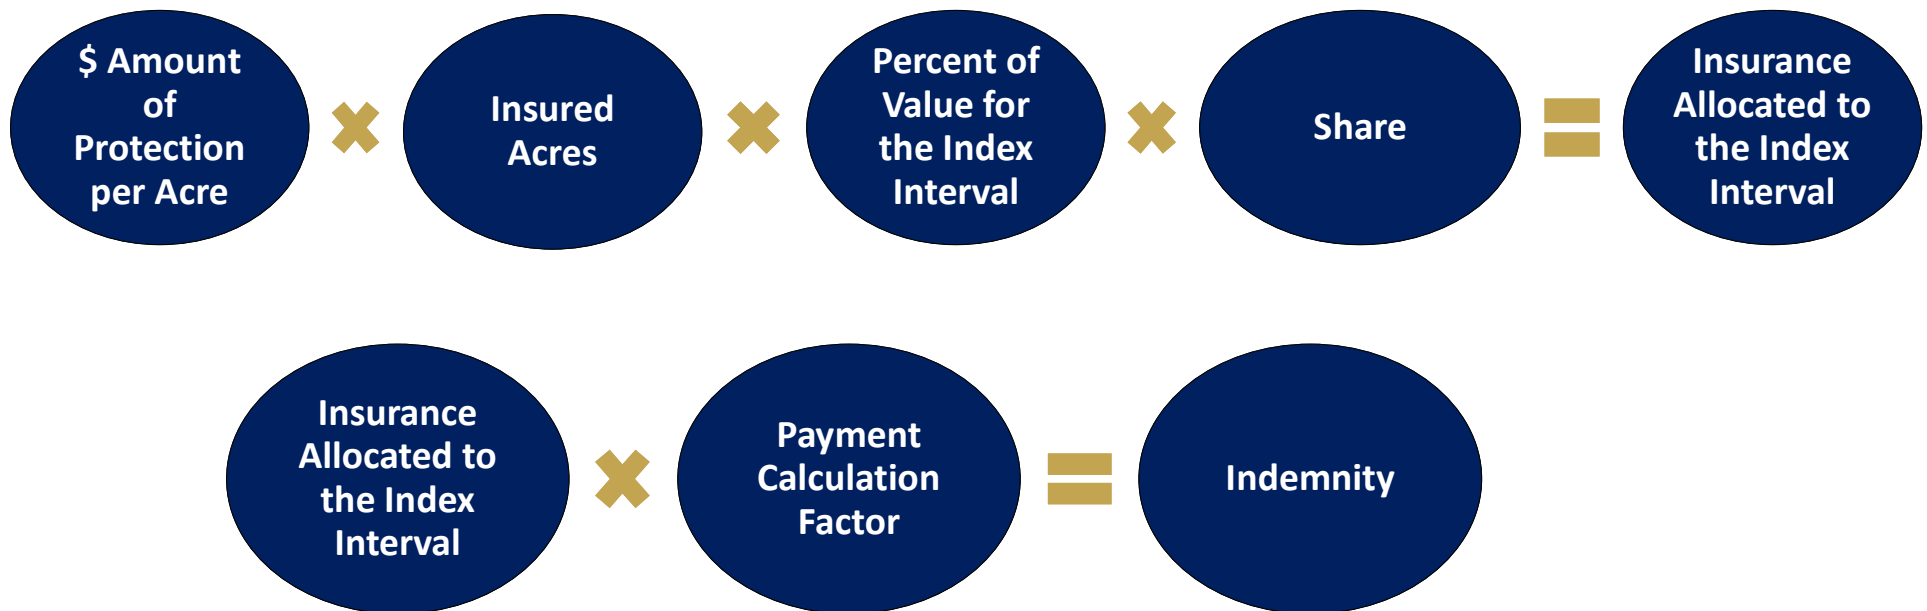 $ Amount
of
Protection
per Acre
Insured
Acres
Percent of
Value for
the Index
Interval
Share
Insurance
Allocated to
the Index
Interval
Insurance
Allocated to
the Index
Interval
Payment
Calculation
Factor
Indemnity